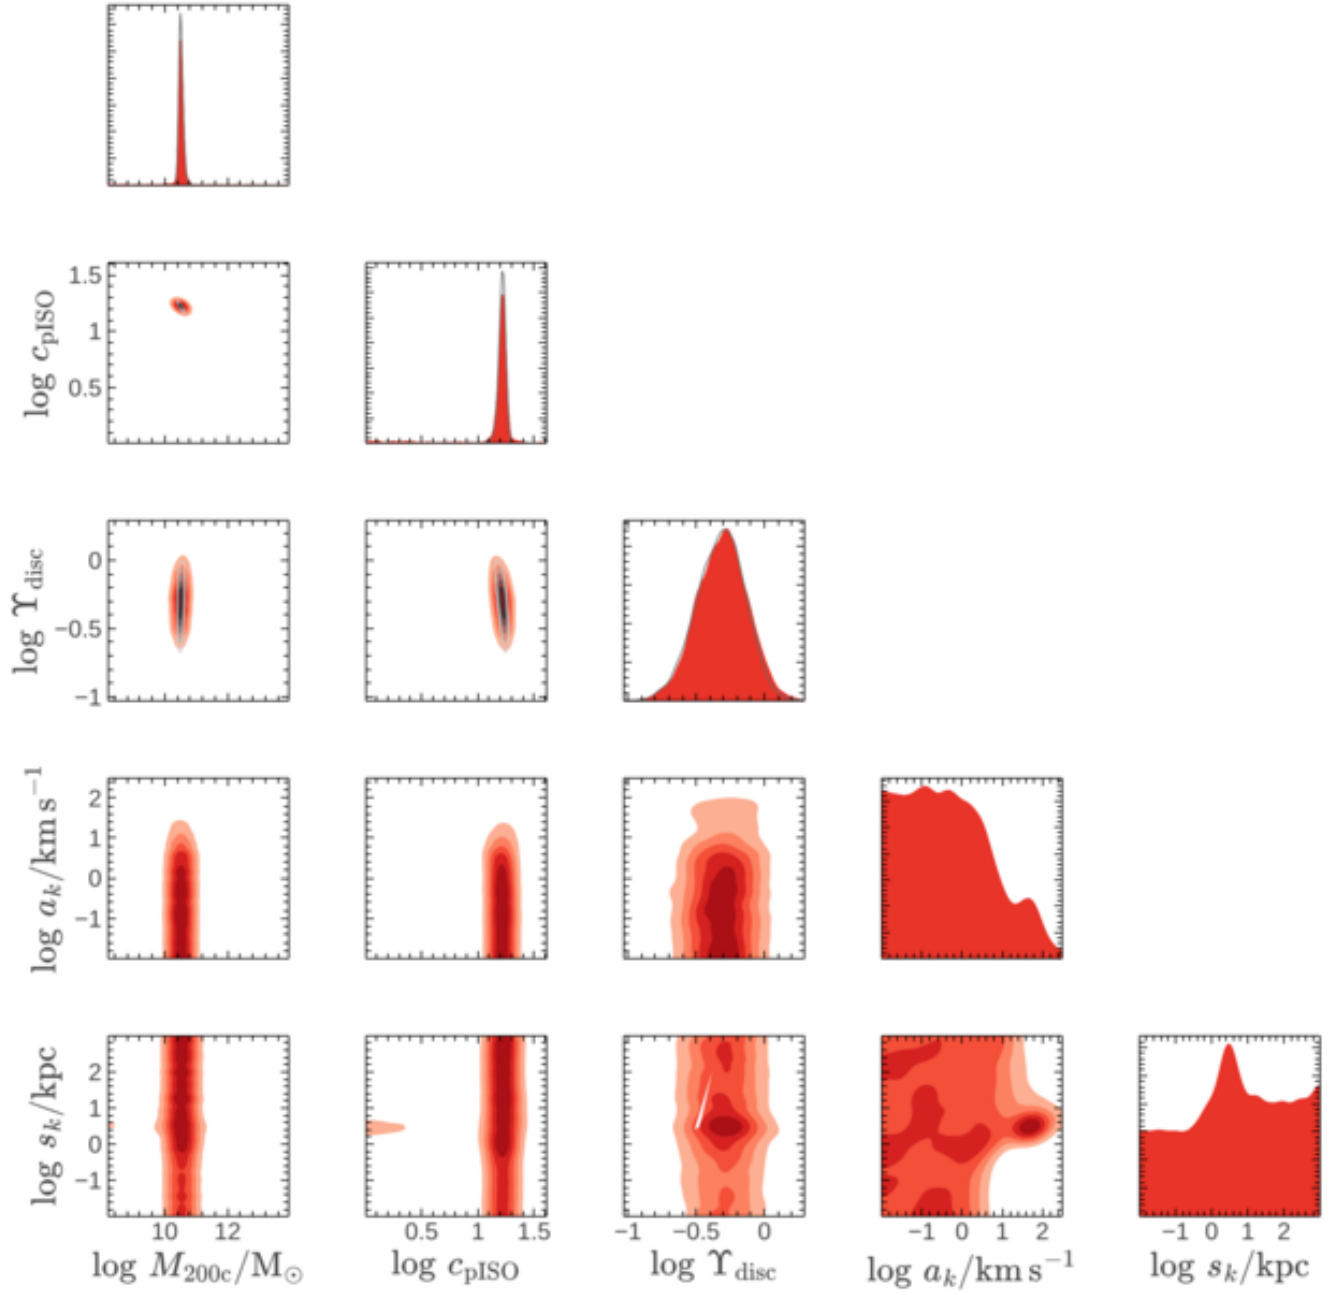 1.5
1
0.5
log c_pISO
0
−0.5
−1
log ϒ_disc
2
1
0
−1
log a_k/km s⁻¹
2
1
0
−1
log s_k/kpc
10 12 0.5 1 1.5 −1 −0.5 0 −1 0 1 2 −1 0 1 2
log M_200c/M_⊙ log c_pISO log ϒ_disc log a_k/km s⁻¹ log s_k/kpc